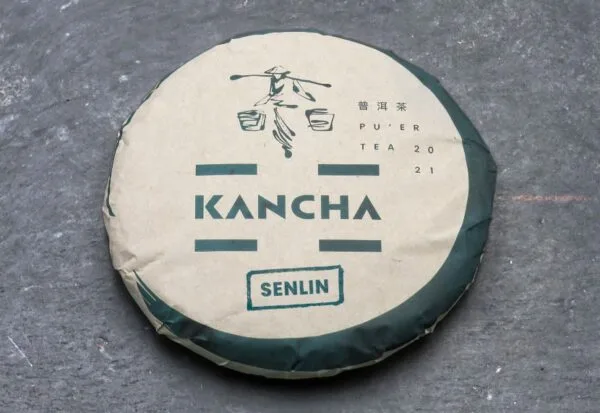 普洱茶
PU'ER
TEA 20
21
KANCHA
SENLIN